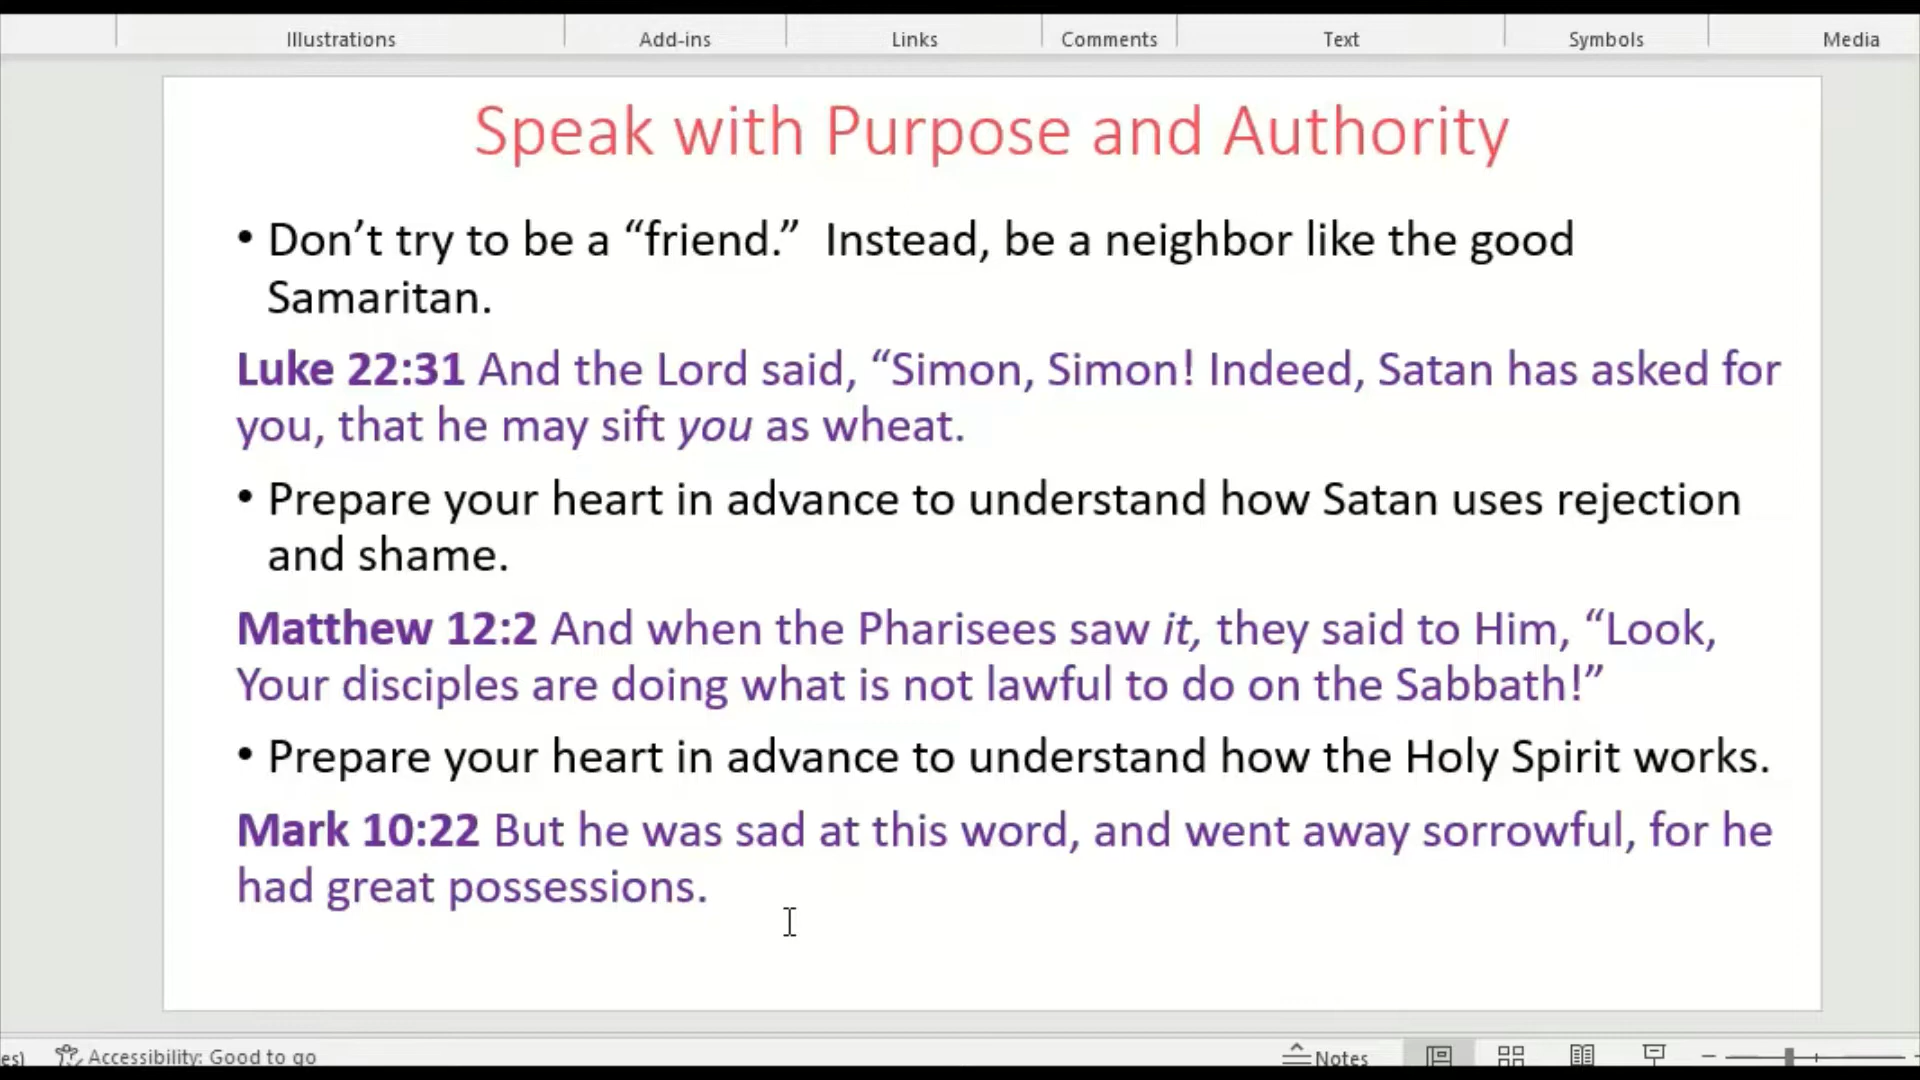 Illustrations Add-ins Links Comments Text Symbols Media
Speak with Purpose and Authority
• Don’t try to be a “friend.”  Instead, be a neighbor like the good
Samaritan.
Luke 22:31 And the Lord said, “Simon, Simon! Indeed, Satan has asked for
you, that he may sift you as wheat.
• Prepare your heart in advance to understand how Satan uses rejection
and shame.
Matthew 12:2 And when the Pharisees saw it, they said to Him, “Look,
Your disciples are doing what is not lawful to do on the Sabbath!”
• Prepare your heart in advance to understand how the Holy Spirit works.
Mark 10:22 But he was sad at this word, and went away sorrowful, for he
had great possessions.
es) Accessibility: Good to go Notes